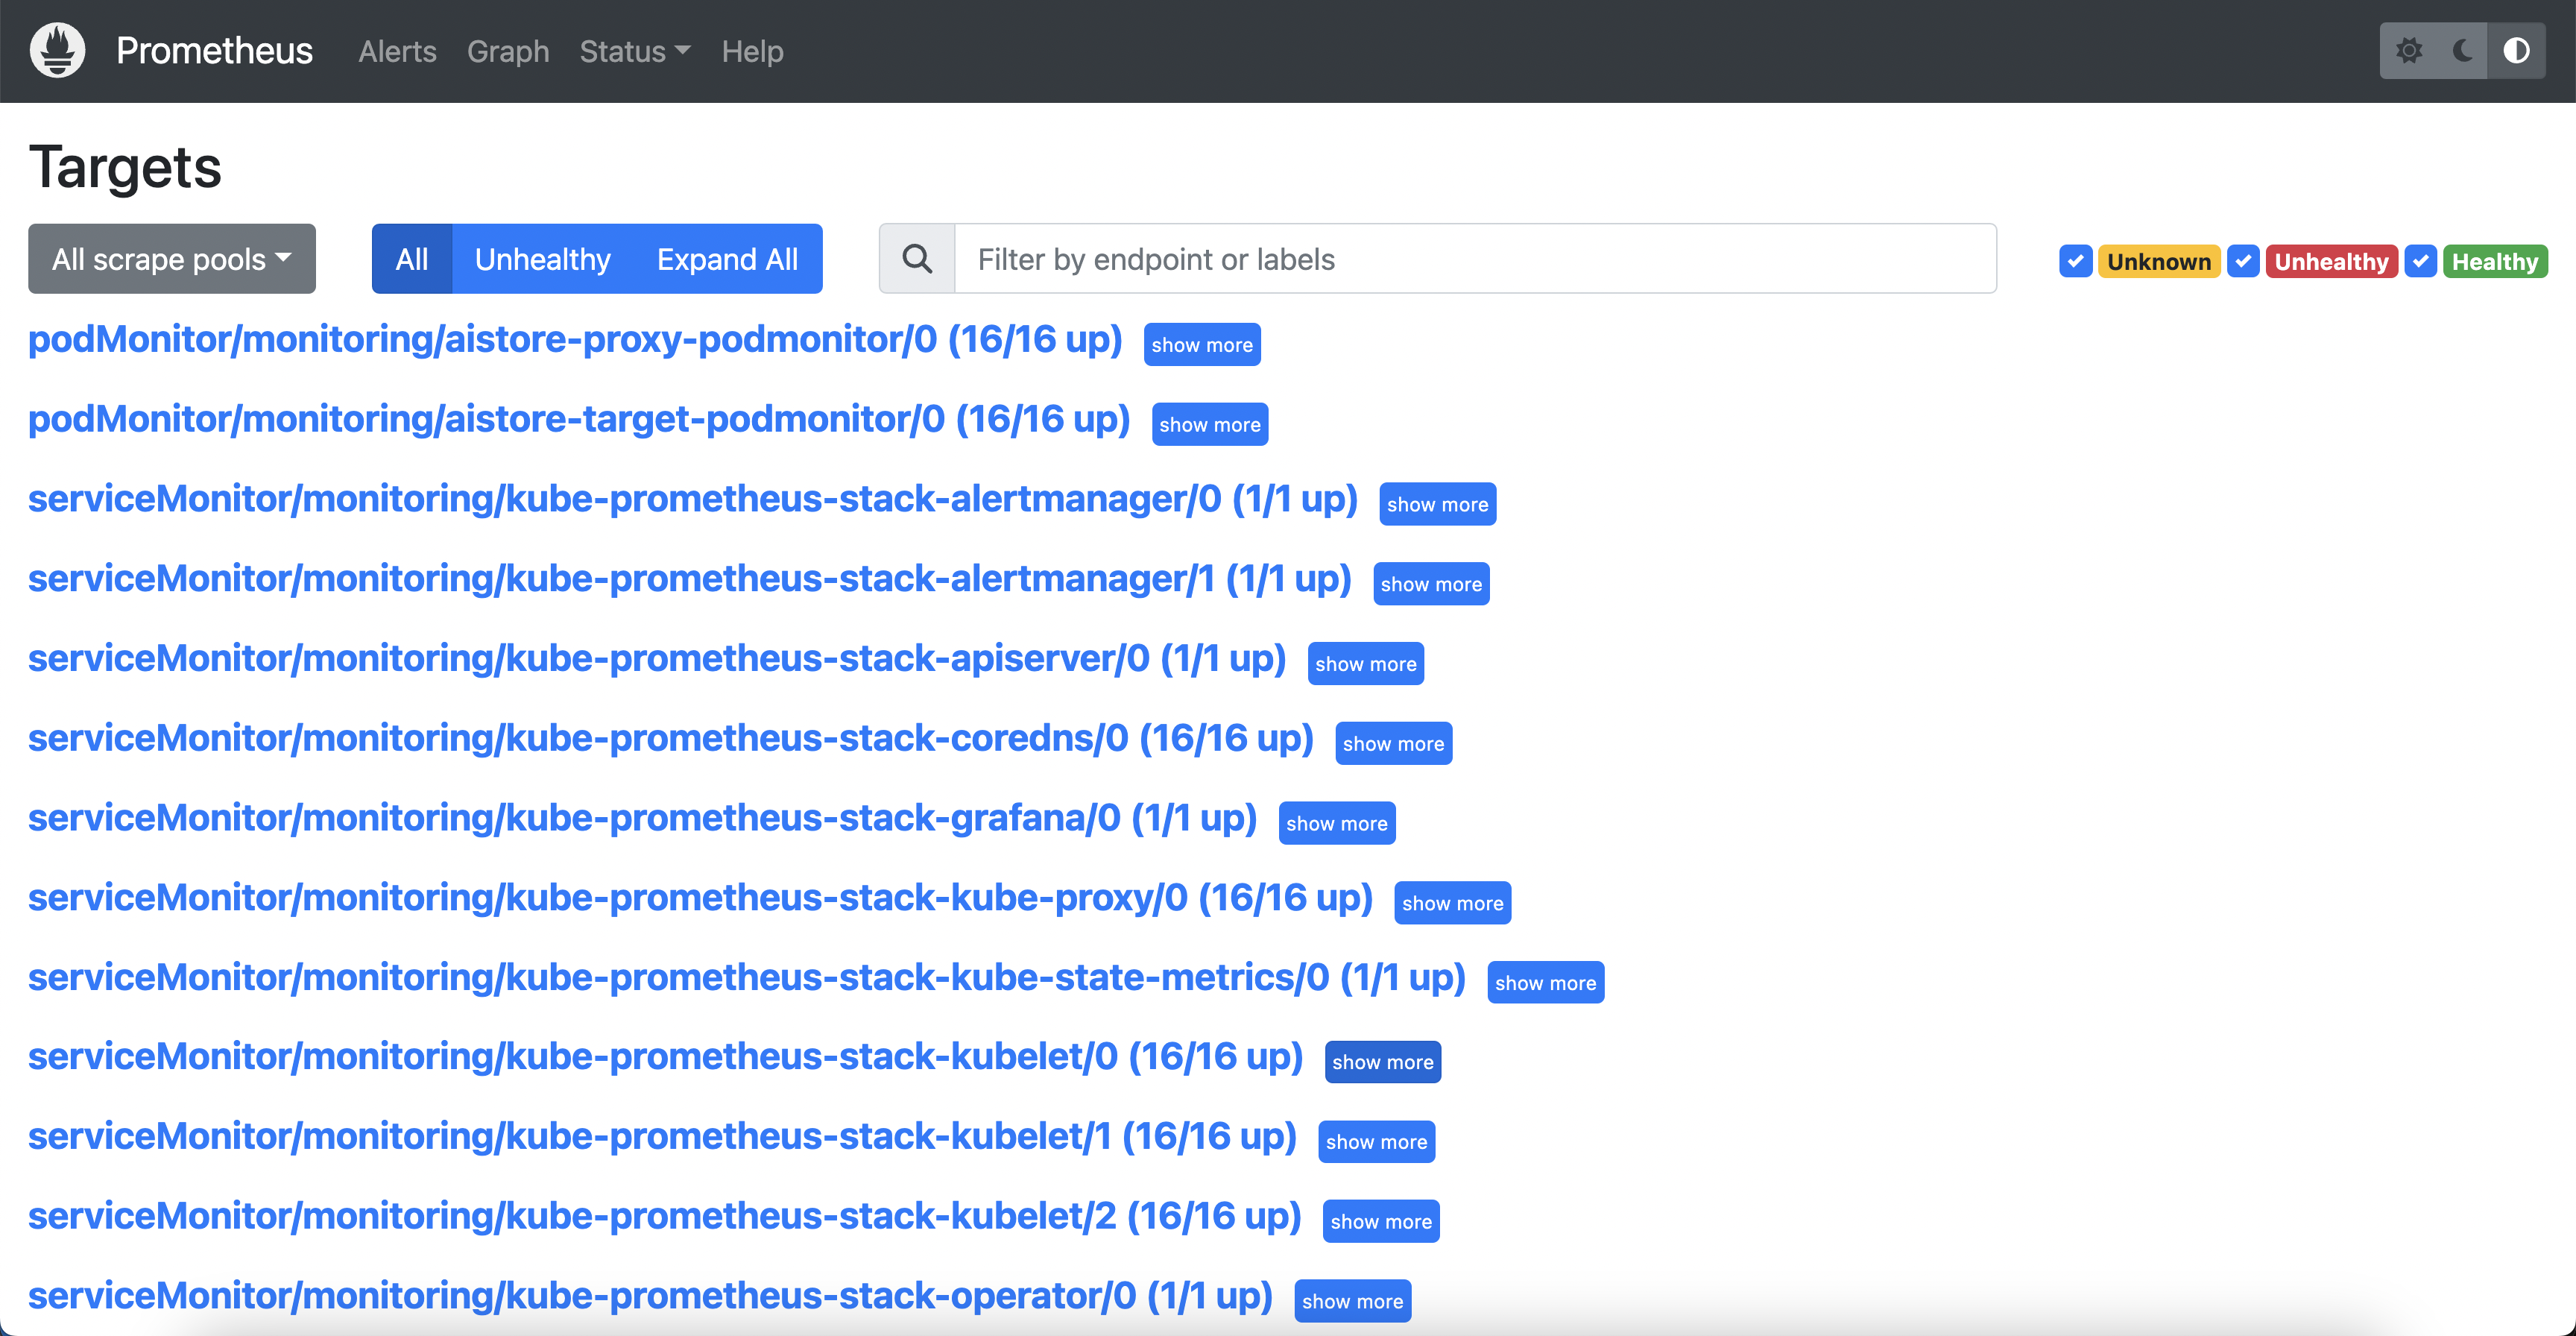 Prometheus Alerts Graph Status Help
Targets
All scrape pools All Unhealthy Expand All Filter by endpoint or labels Unknown Unhealthy Healthy
podMonitor/monitoring/aistore-proxy-podmonitor/0 (16/16 up) show more
podMonitor/monitoring/aistore-target-podmonitor/0 (16/16 up) show more
serviceMonitor/monitoring/kube-prometheus-stack-alertmanager/0 (1/1 up) show more
serviceMonitor/monitoring/kube-prometheus-stack-alertmanager/1 (1/1 up) show more
serviceMonitor/monitoring/kube-prometheus-stack-apiserver/0 (1/1 up) show more
serviceMonitor/monitoring/kube-prometheus-stack-coredns/0 (16/16 up) show more
serviceMonitor/monitoring/kube-prometheus-stack-grafana/0 (1/1 up) show more
serviceMonitor/monitoring/kube-prometheus-stack-kube-proxy/0 (16/16 up) show more
serviceMonitor/monitoring/kube-prometheus-stack-kube-state-metrics/0 (1/1 up) show more
serviceMonitor/monitoring/kube-prometheus-stack-kubelet/0 (16/16 up) show more
serviceMonitor/monitoring/kube-prometheus-stack-kubelet/1 (16/16 up) show more
serviceMonitor/monitoring/kube-prometheus-stack-kubelet/2 (16/16 up) show more
serviceMonitor/monitoring/kube-prometheus-stack-operator/0 (1/1 up) show more